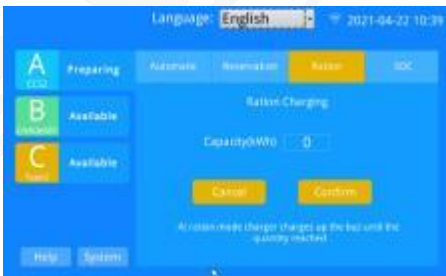 Language: English 2021-04-22 10:39
A Preparing
CCS2
B Available
C Available
Automatic Reservation Ration SOC
Ration Charging
Capacity(kWh) 0
Cancel Confirm
At ration mode charger charges up the bus until the
quantity reached
Help System